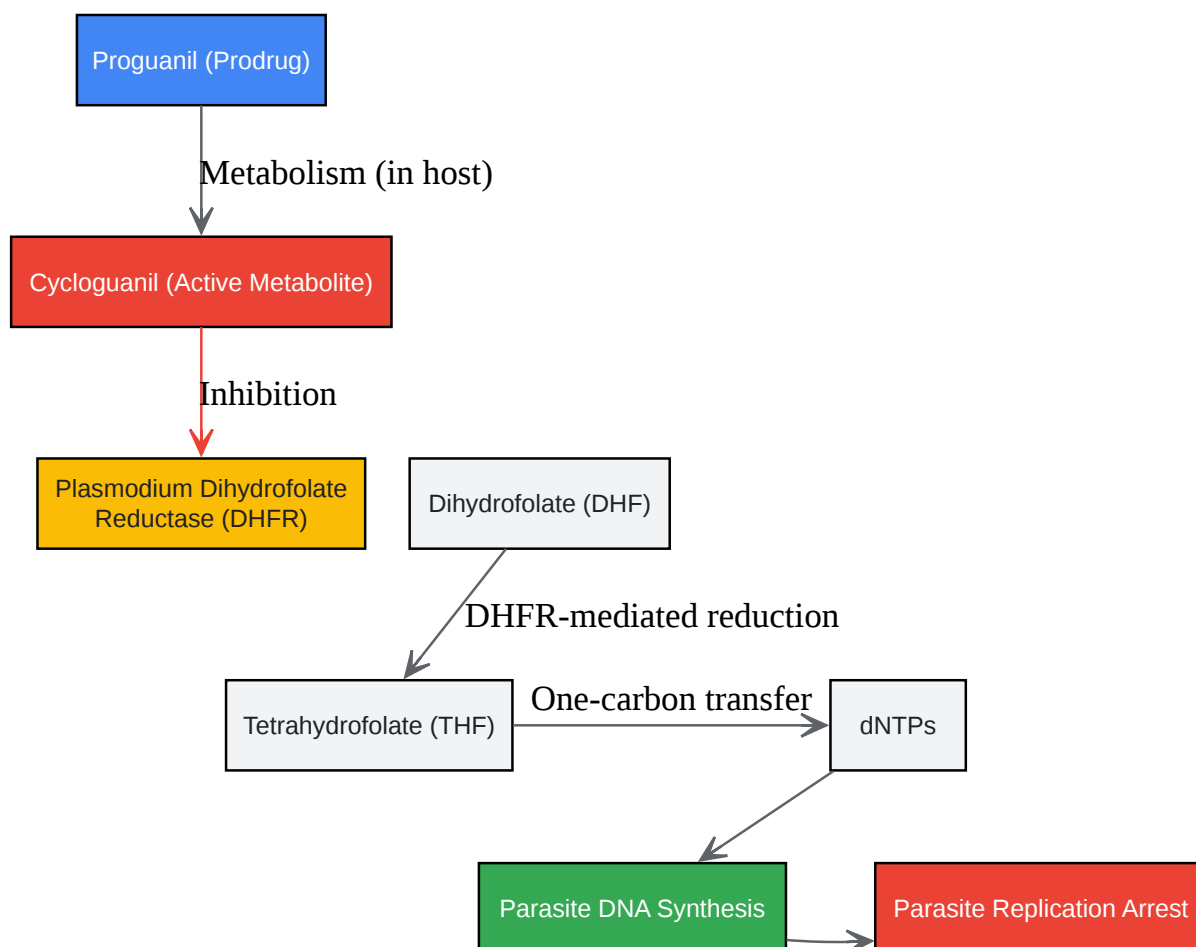 Proguanil (Prodrug)
Metabolism (in host)
Cycloguanil (Active Metabolite)
Inhibition
Plasmodium Dihydrofolate
Reductase (DHFR)
Dihydrofolate (DHF)
DHFR-mediated reduction
Tetrahydrofolate (THF)
One-carbon transfer
dNTPs
Parasite DNA Synthesis
Parasite Replication Arrest